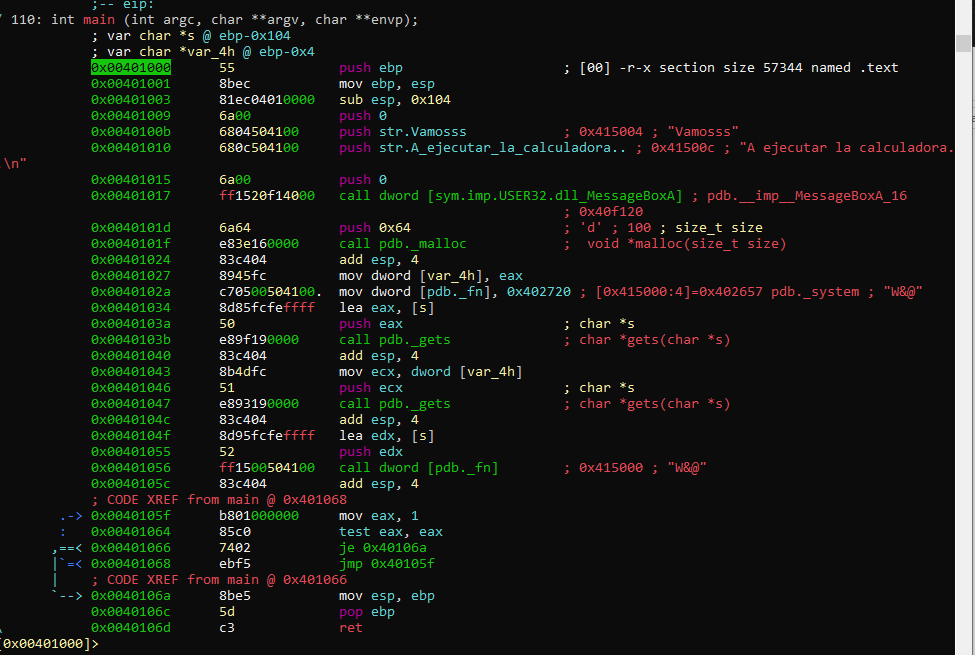 ;-- eip:
110: int main (int argc, char **argv, char **envp);
; var char *s @ ebp-0x104
; var char *var_4h @ ebp-0x4
0x00401000 55 push ebp ; [00] -r-x section size 57344 named .text
0x00401001 8bec mov ebp, esp
0x00401003 81ec04010000 sub esp, 0x104
0x00401009 6a00 push 0
0x0040100b 6804504100 push str.Vamosss ; 0x415004 ; "Vamosss"
0x00401010 680c504100 push str.A_ejecutar_la_calculadora.. ; 0x41500c ; "A ejecutar la calculadora.
.\n"
0x00401015 6a00 push 0
0x00401017 ff1520f14000 call dword [sym.imp.USER32.dll_MessageBoxA] ; pdb.__imp__MessageBoxA_16
; 0x40f120
0x0040101d 6a64 push 0x64 ; 'd' ; 100 ; size_t size
0x0040101f e83e160000 call pdb._malloc ; void *malloc(size_t size)
0x00401024 83c404 add esp, 4
0x00401027 8945fc mov dword [var_4h], eax
0x0040102a c70500504100. mov dword [pdb._fn], 0x402720 ; [0x415000:4]=0x402657 pdb._system ; "W&@"
0x00401034 8d85fcfeffff lea eax, [s]
0x0040103a 50 push eax ; char *s
0x0040103b e89f190000 call pdb._gets ; char *gets(char *s)
0x00401040 83c404 add esp, 4
0x00401043 8b4dfc mov ecx, dword [var_4h]
0x00401046 51 push ecx ; char *s
0x00401047 e893190000 call pdb._gets ; char *gets(char *s)
0x0040104c 83c404 add esp, 4
0x0040104f 8d95fcfeffff lea edx, [s]
0x00401055 52 push edx
0x00401056 ff1500504100 call dword [pdb._fn] ; 0x415000 ; "W&@"
0x0040105c 83c404 add esp, 4
; CODE XREF from main @ 0x401068
.-> 0x0040105f b801000000 mov eax, 1
: 0x00401064 85c0 test eax, eax
,==< 0x00401066 7402 je 0x40106a
|`=< 0x00401068 ebf5 jmp 0x40105f
| ; CODE XREF from main @ 0x401066
`--> 0x0040106a 8be5 mov esp, ebp
0x0040106c 5d pop ebp
0x0040106d c3 ret
[0x00401000]>